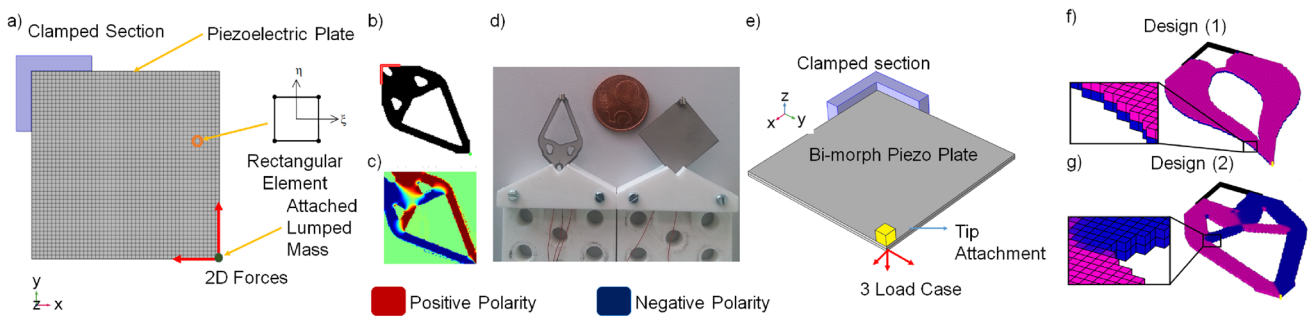 a)
Clamped Section
Piezoelectric Plate
η
ξ
Rectangular
Element
Attached
Lumped
Mass
2D Forces
y
z x
b)
c)
d)
Positive Polarity
Negative Polarity
e)
Clamped section
z
x y
Bi-morph Piezo Plate
Tip
Attachment
3 Load Case
f)
Design (1)
g)
Design (2)